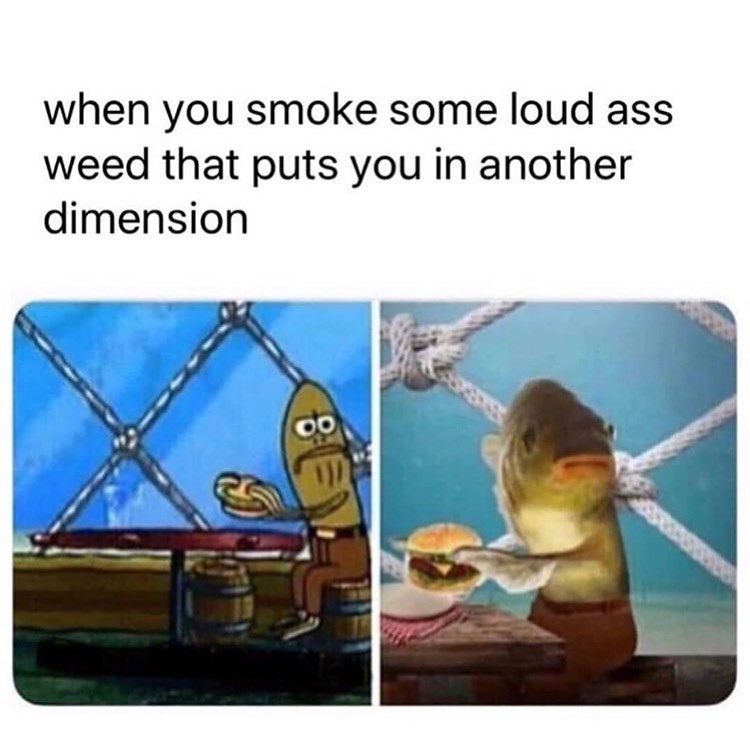 when you smoke some loud ass
weed that puts you in another
dimension